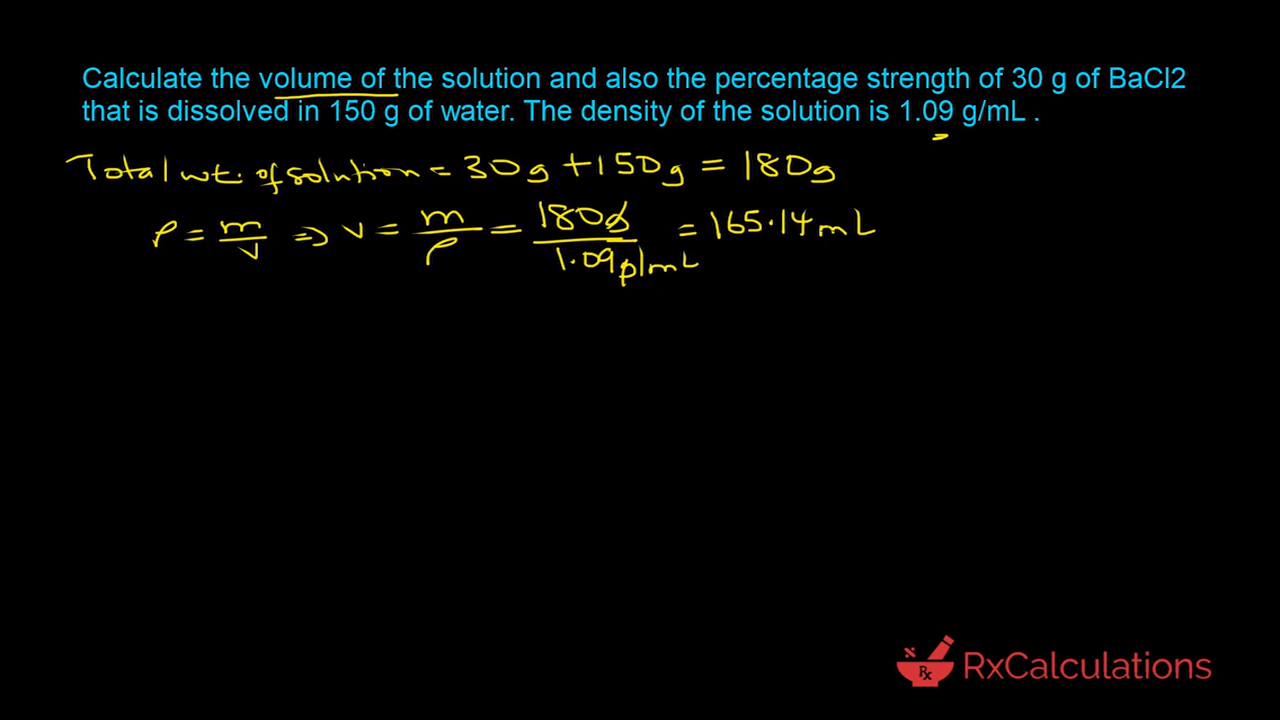 Calculate the volume of the solution and also the percentage strength of 30 g of BaCl2
that is dissolved in 150 g of water. The density of the solution is 1.09 g/mL .
Total wt. of solution = 30g + 150g = 180g
ρ = m/v ⇒ v = m/ρ = 180g/1.09g/mL = 165.14mL
Rx RxCalculations